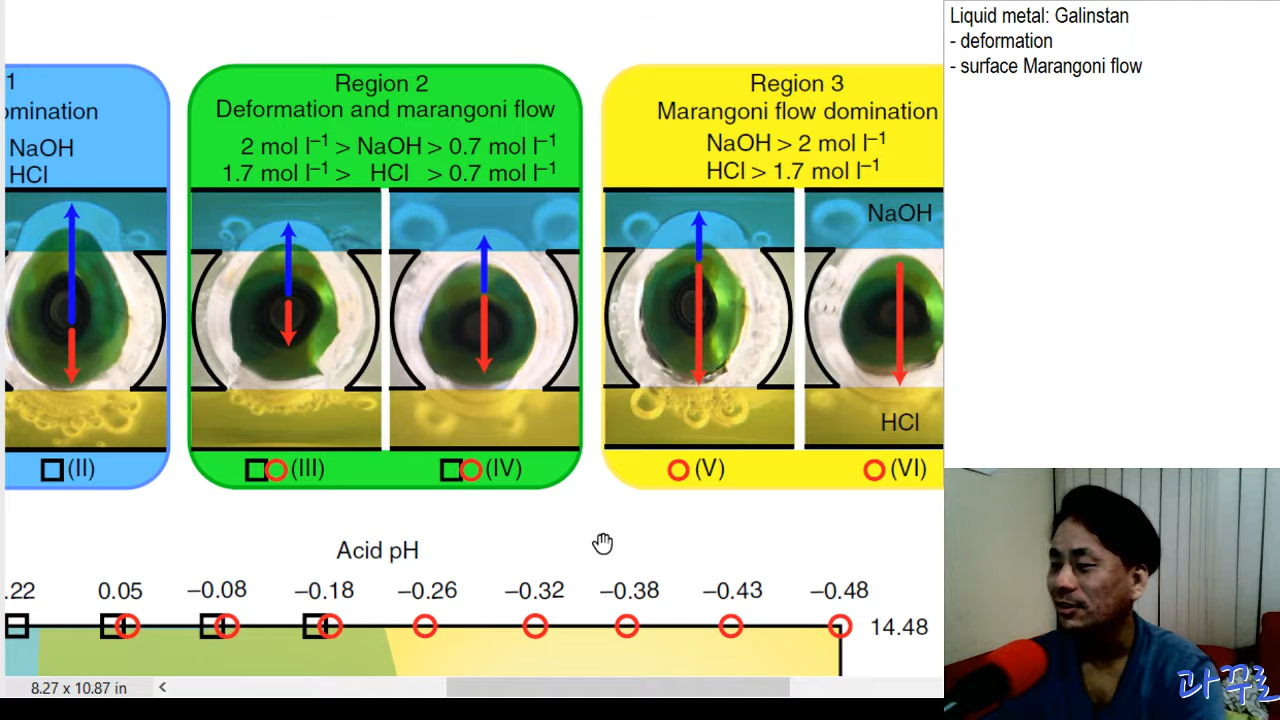 Liquid metal: Galinstan
- deformation
- surface Marangoni flow
1
omination
NaOH
HCl
(II)
Region 2
Deformation and marangoni flow
2 mol l⁻¹ > NaOH > 0.7 mol l⁻¹
1.7 mol l⁻¹ > HCl > 0.7 mol l⁻¹
(III)
(IV)
Region 3
Marangoni flow domination
NaOH > 2 mol l⁻¹
HCl > 1.7 mol l⁻¹
NaOH
HCl
(V)
(VI)
Acid pH
.22 0.05 –0.08 –0.18 –0.26 –0.32 –0.38 –0.43 –0.48
14.48
8.27 x 10.87 in
과꾸로